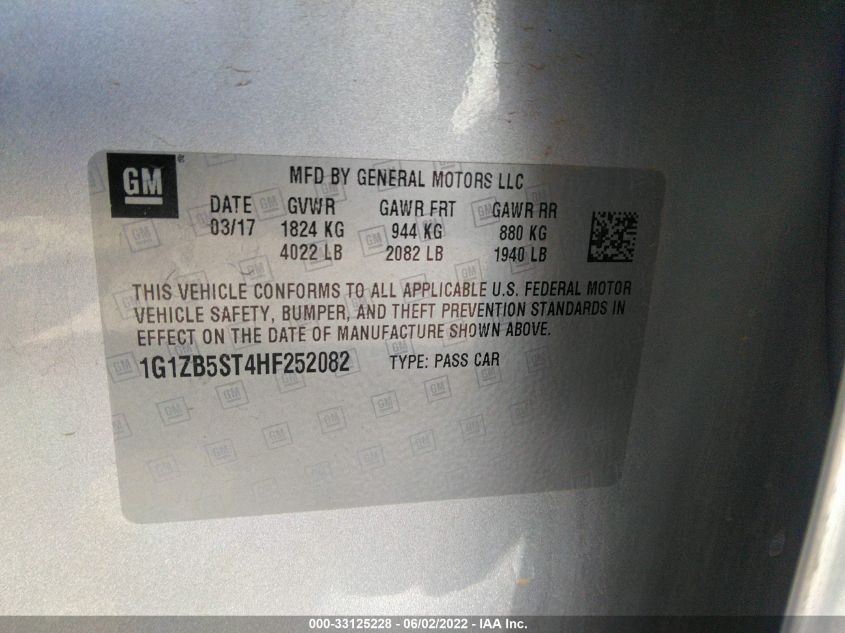 GM
MFD BY GENERAL MOTORS LLC
DATE GVWR GAWR FRT GAWR RR
03/17 1824 KG 944 KG 880 KG
4022 LB 2082 LB 1940 LB
THIS VEHICLE CONFORMS TO ALL APPLICABLE U.S. FEDERAL MOTOR
VEHICLE SAFETY, BUMPER, AND THEFT PREVENTION STANDARDS IN
EFFECT ON THE DATE OF MANUFACTURE SHOWN ABOVE.
1G1ZB5ST4HF252082 TYPE: PASS CAR
000-33125228 - 06/02/2022 - IAA Inc.